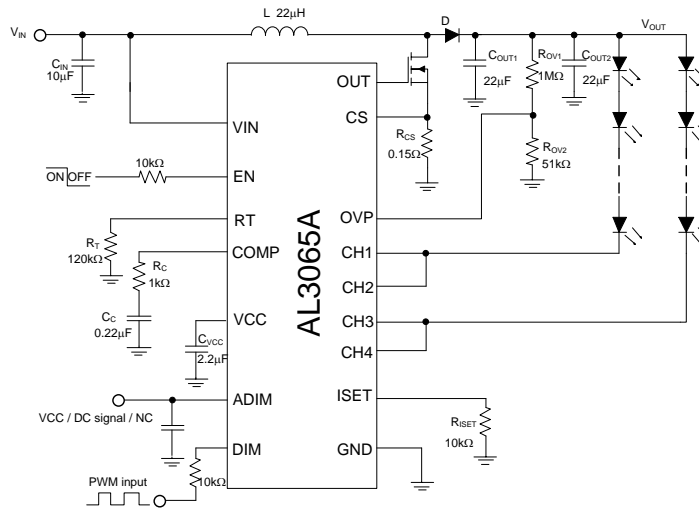 L 22μH
D
VIN
VOUT
CIN
10μF
COUT1
22μF
ROV1
1MΩ
COUT2
22μF
OUT
CS
RCS
0.15Ω
ROV2
51kΩ
VIN
ON OFF
10kΩ
EN
RT
OVP
RT
120kΩ
COMP
CH1
RC
1kΩ
CH2
CC
0.22μF
VCC
CVCC
2.2μF
AL3065A
CH3
CH4
ADIM
VCC / DC signal / NC
ISET
RISET
10kΩ
DIM
GND
10kΩ
PWM input